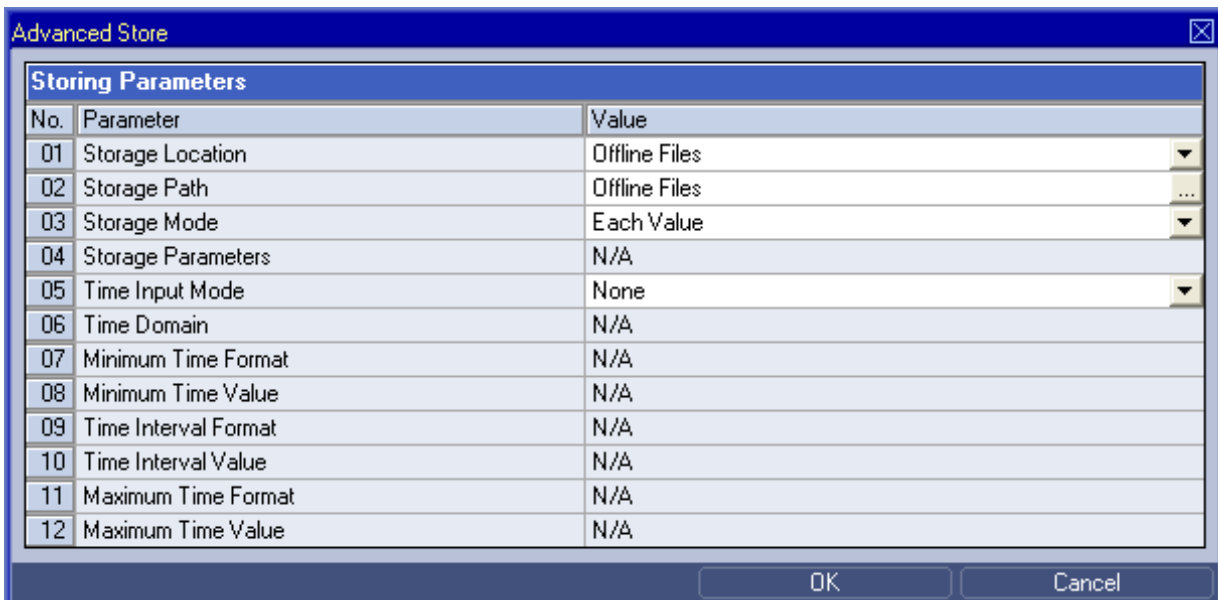 Advanced Store
Storing Parameters
No. Parameter Value
01 Storage Location Offline Files
02 Storage Path Offline Files ...
03 Storage Mode Each Value
04 Storage Parameters N/A
05 Time Input Mode None
06 Time Domain N/A
07 Minimum Time Format N/A
08 Minimum Time Value N/A
09 Time Interval Format N/A
10 Time Interval Value N/A
11 Maximum Time Format N/A
12 Maximum Time Value N/A
OK Cancel